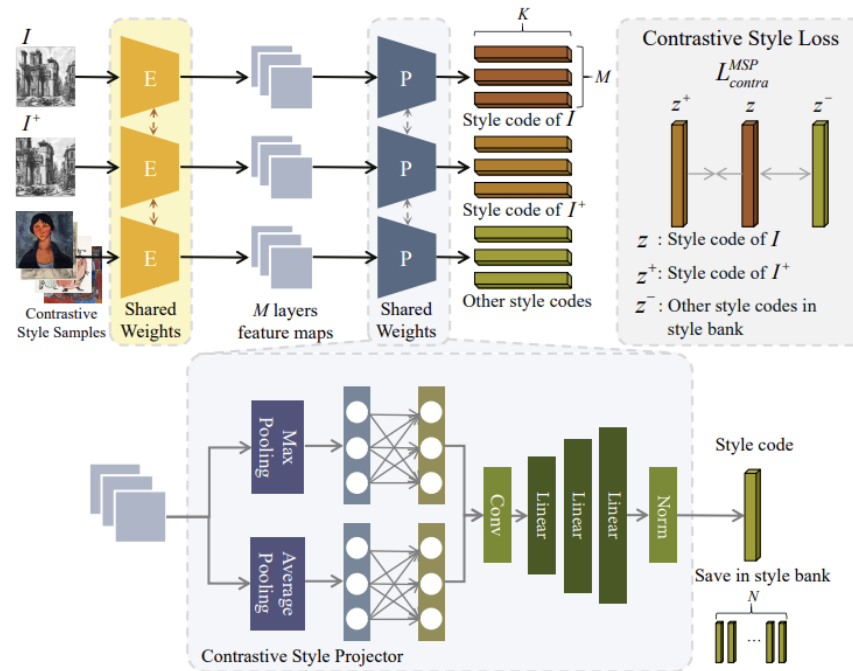 I
E
P
K
M
Style code of I
I⁺
E
P
Style code of I⁺
E
P
Other style codes
Contrastive
Style Samples
Shared
Weights
M layers
feature maps
Shared
Weights
Contrastive Style Loss
L_{contra}^{MSP}
z⁺ z z⁻
z : Style code of I
z⁺: Style code of I⁺
z⁻: Other style codes in
style bank
Max
Pooling
Average
Pooling
Conv
Linear
Linear
Linear
Norm
Style code
Save in style bank
N
...
Contrastive Style Projector